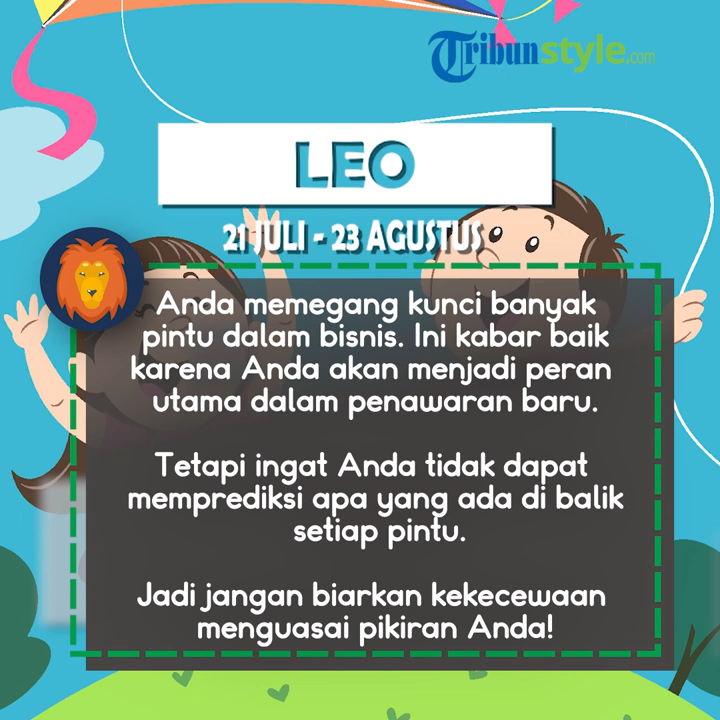 Tribunstyle.com
LEO
21 JULI - 23 AGUSTUS
Anda memegang kunci banyak
pintu dalam bisnis. Ini kabar baik
karena Anda akan menjadi peran
utama dalam penawaran baru.
Tetapi ingat Anda tidak dapat
memprediksi apa yang ada di balik
setiap pintu.
Jadi jangan biarkan kekecewaan
menguasai pikiran Anda!